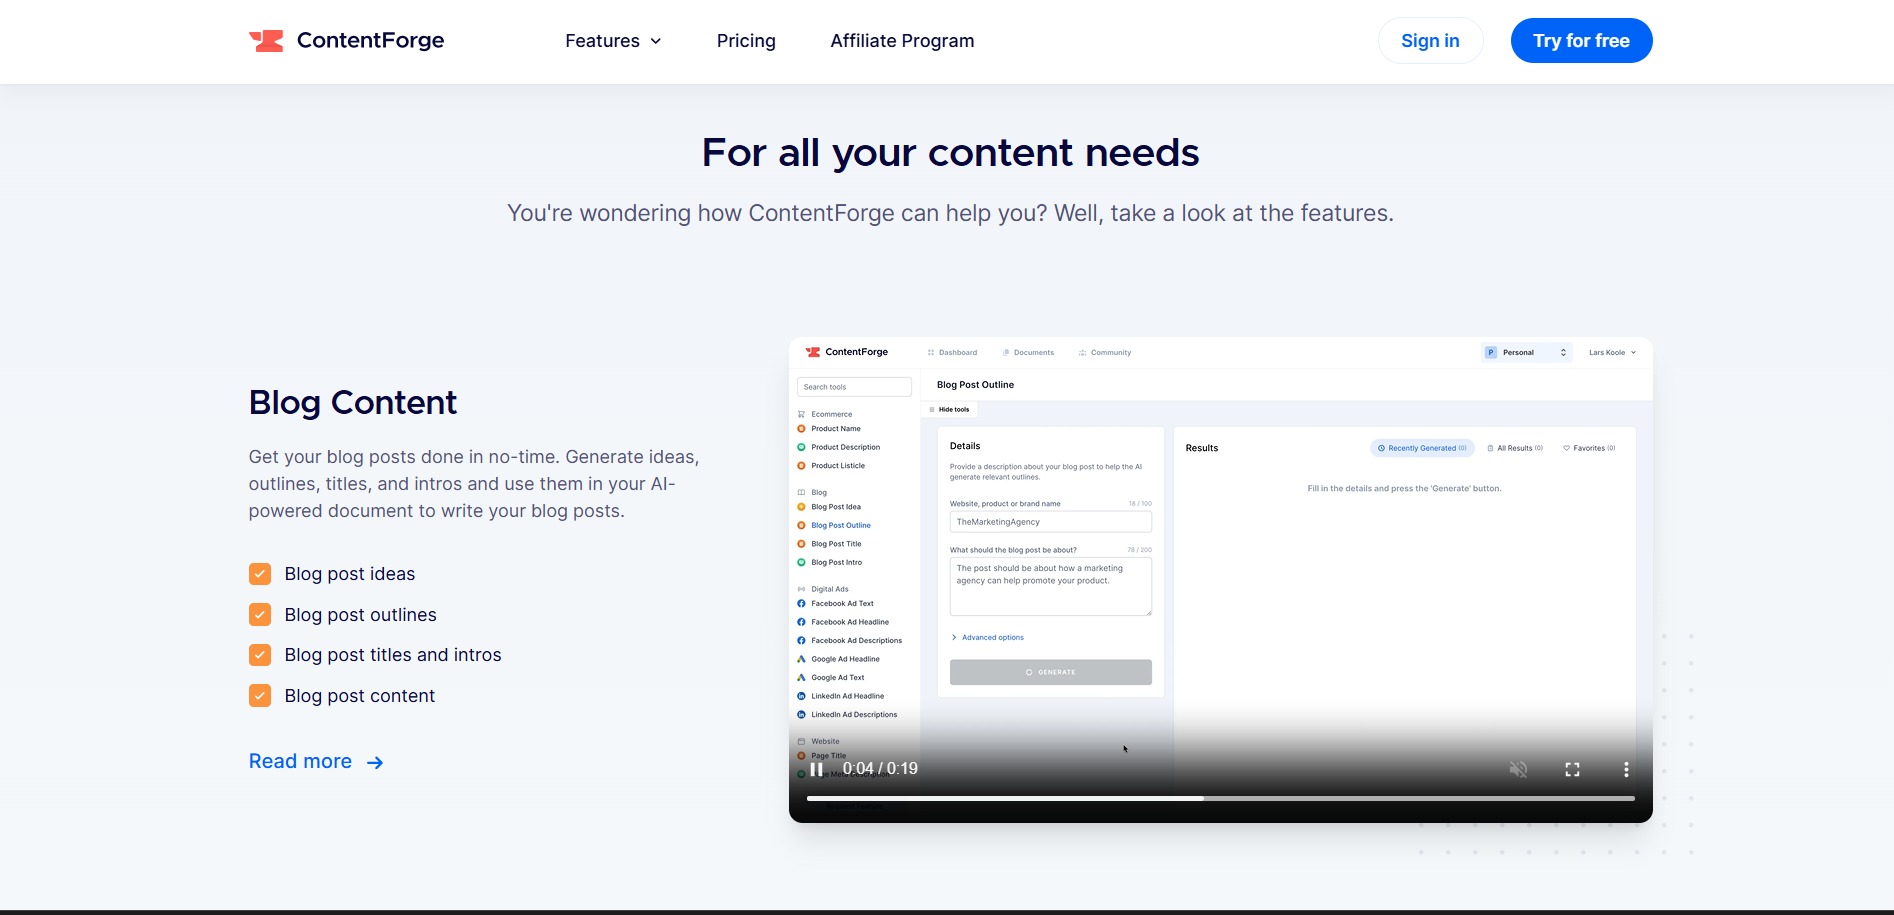 ContentForge
Features
Pricing
Affiliate Program
Sign in
Try for free
For all your content needs
You're wondering how ContentForge can help you? Well, take a look at the features.
Blog Content
Get your blog posts done in no-time. Generate ideas,
outlines, titles, and intros and use them in your AI-
powered document to write your blog posts.
Blog post ideas
Blog post outlines
Blog post titles and intros
Blog post content
Read more
ContentForge
Dashboard
Documents
Community
P Personal
Lars Koole
Search tools
Ecommerce
Product Name
Product Description
Product Listicle
Blog
Blog Post Idea
Blog Post Outline
Blog Post Title
Blog Post Intro
Digital Ads
Facebook Ad Text
Facebook Ad Headline
Facebook Ad Descriptions
Google Ad Headline
Google Ad Text
LinkedIn Ad Headline
LinkedIn Ad Descriptions
Website
Page Title
Blog Post Outline
Hide tools
Details
Provide a description about your blog post to help the AI
generate relevant outlines.
Website, product or brand name 18 / 100
TheMarketingAgency
What should the blog post be about? 78 / 200
The post should be about how a marketing
agency can help promote your product.
Advanced options
GENERATE
Results
Recently Generated (0)
All Results (0)
Favorites (0)
Fill in the details and press the 'Generate' button.
0:04 / 0:19